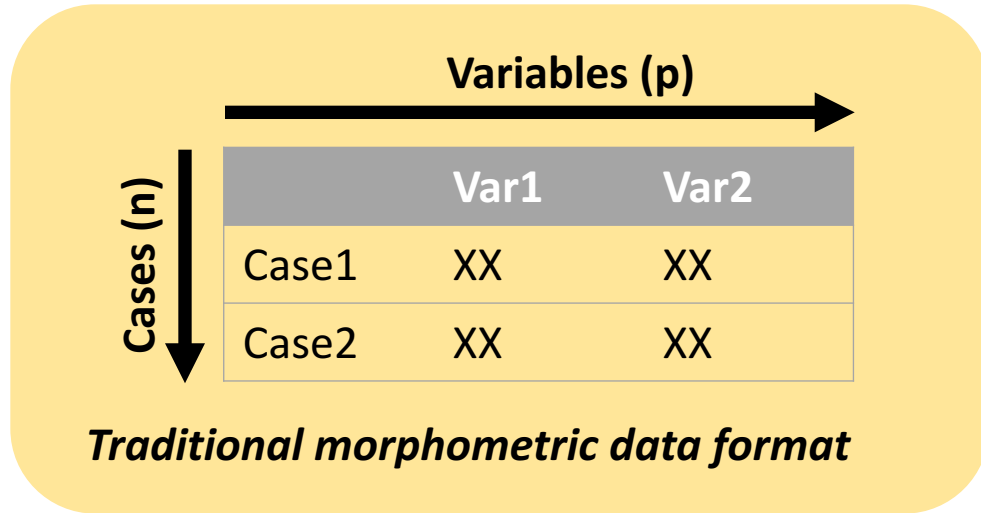 Variables (p)
Cases (n)
Var1 Var2
Case1 XX XX
Case2 XX XX
Traditional morphometric data format